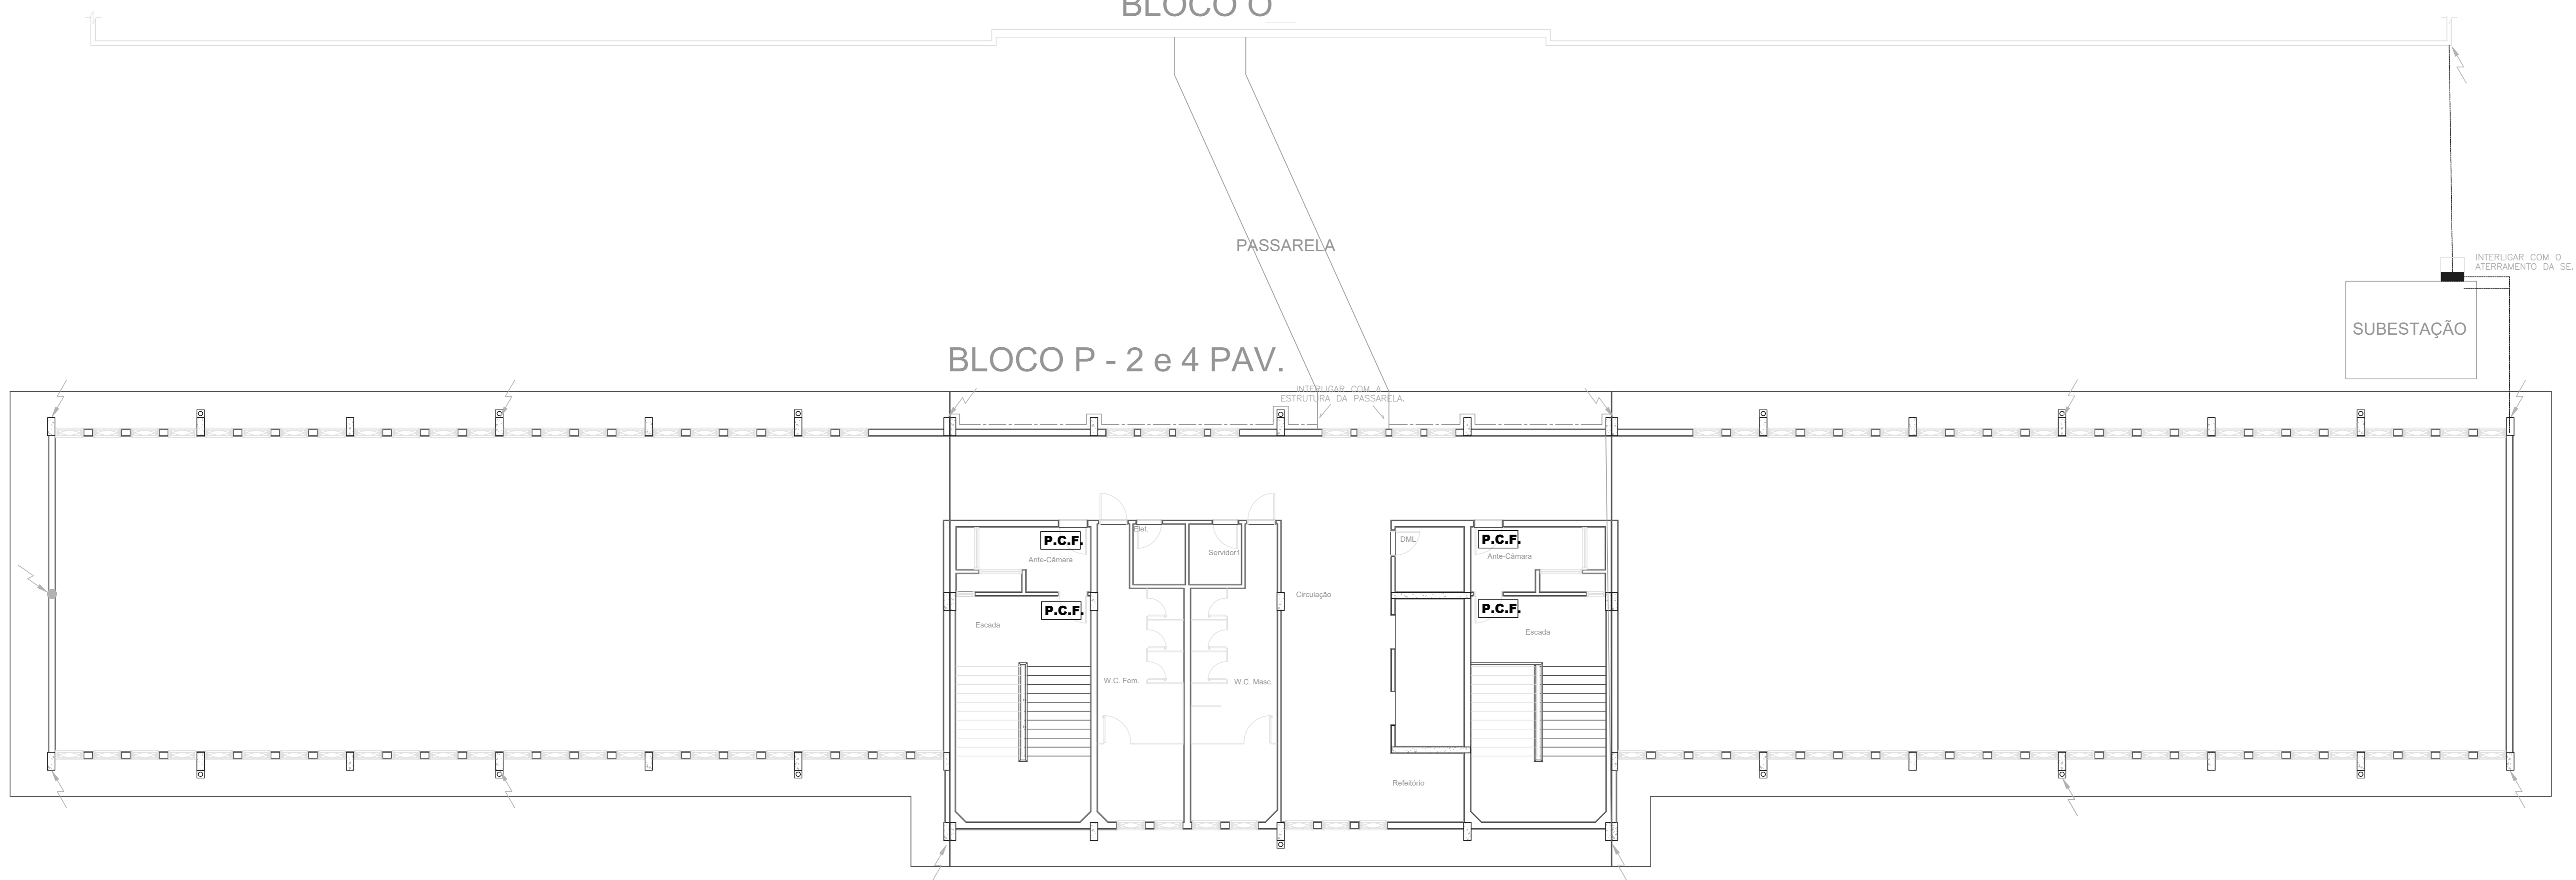 BLOCO O
PASSARELA
INTERLIGAR COM O
ATERRAMENTO DA SE.
SUBESTAÇÃO
BLOCO P - 2 e 4 PAV.
INTERLIGAR COM A
ESTRUTURA DA PASSARELA.
Elet.
P.C.F.
Ante-Câmara
Servidor1
DML
P.C.F.
Ante-Câmara
Circulação
P.C.F.
P.C.F.
Escada
Escada
W.C. Fem.
W.C. Masc.
Refeitório